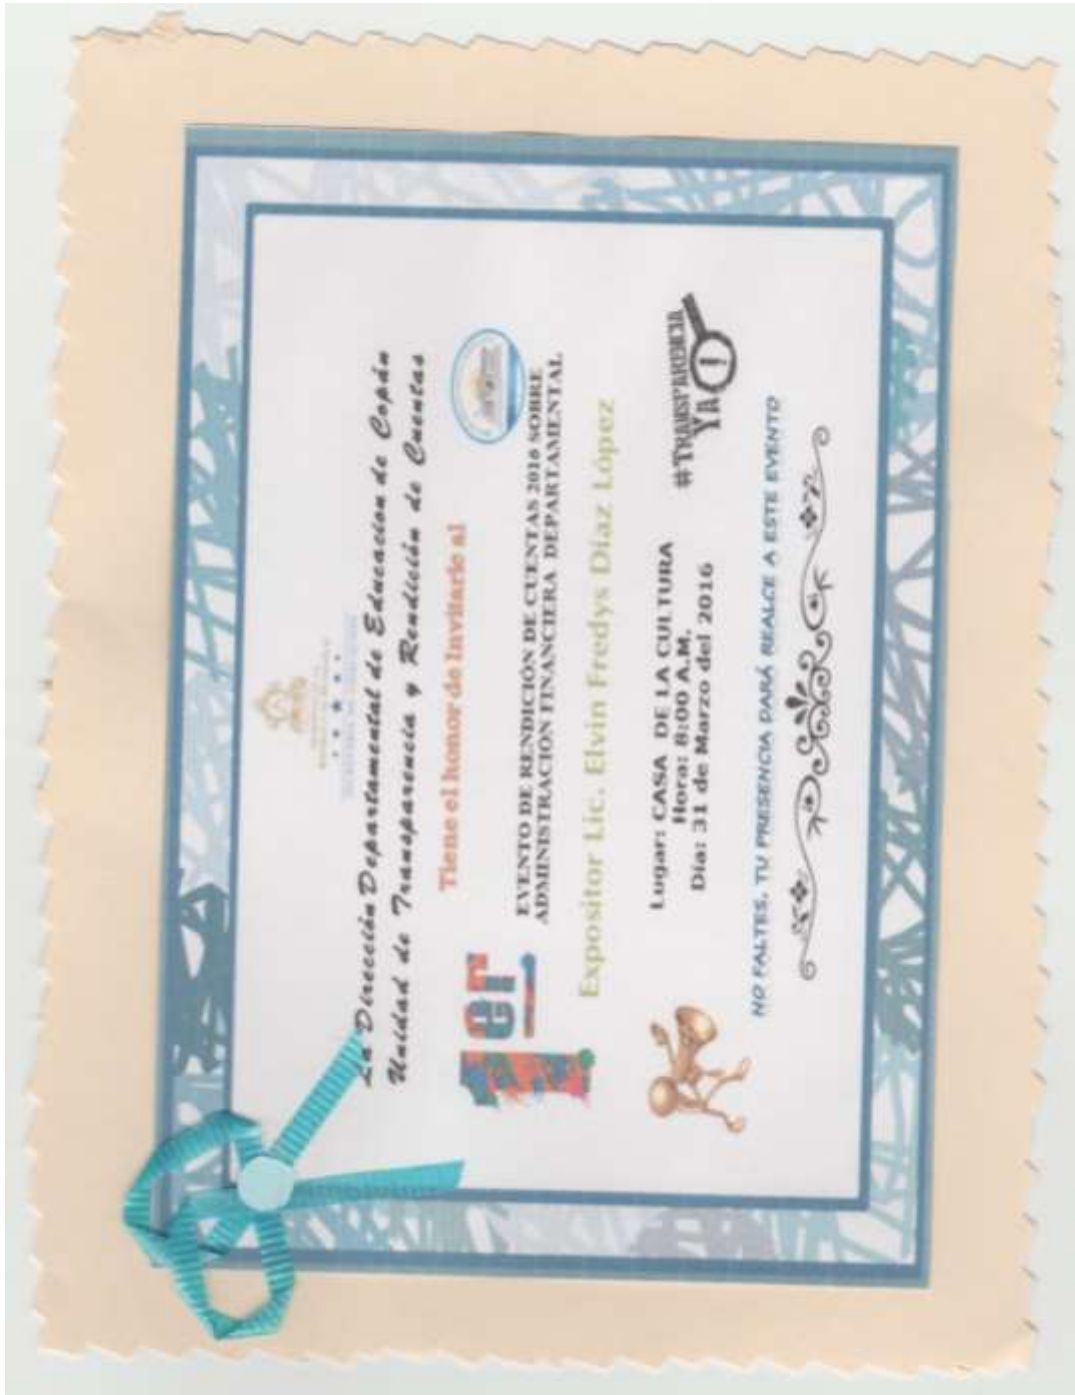 La Dirección Departamental de Educacion de Copán
Unidad de Transparencia y Rendición de Cuentas
Tiene el honor de Invitarle al
1er
EVENTO DE RENDICIÓN DE CUENTAS 2016 SOBRE
ADMINISTRACION FINANCIERA DEPARTAMENTAL
Expositor Lic. Elvin Fredys Díaz López
Lugar: CASA DE LA CULTURA
Hora: 8:00 A.M.
Dia: 31 de Marzo del 2016
#TRANSPARENCIA
YA!
NO FALTES, TU PRESENCIA DARÁ REALCE A ESTE EVENTO